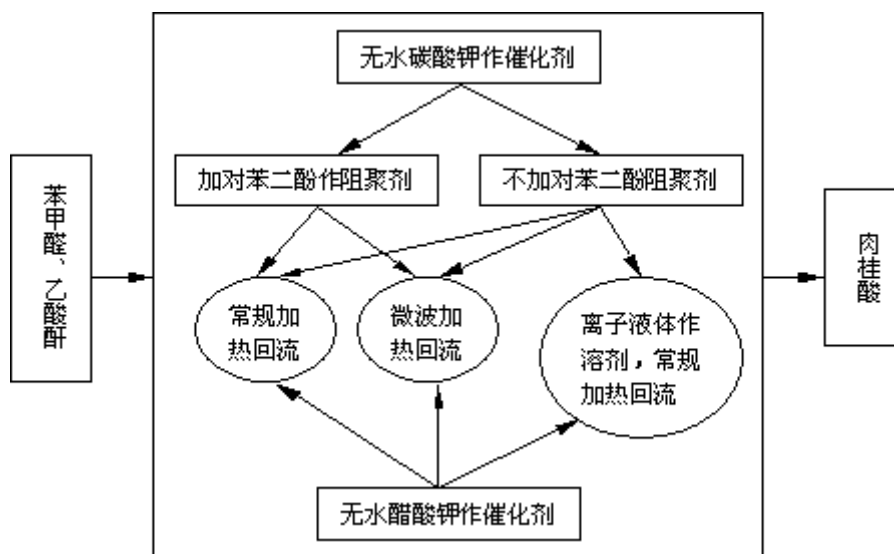 无水碳酸钾作催化剂
加对苯二酚作阻聚剂
不加对苯二酚阻聚剂
苯甲醛、乙酸酐
肉桂酸
常规加
热回流
微波加
热回流
离子液体作
溶剂，常规
加热回流
无水醋酸钾作催化剂